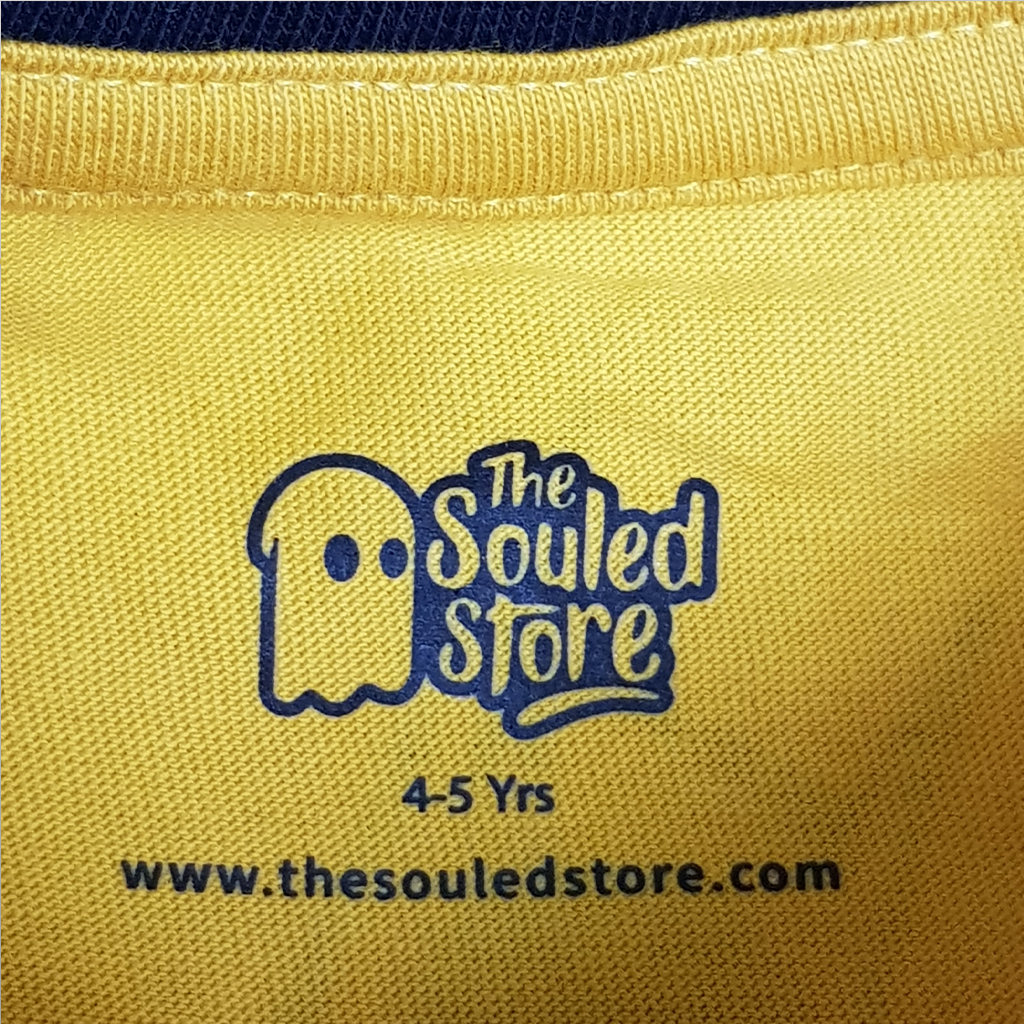 The
Souled
Store
4-5 Yrs
www.thesouledstore.com